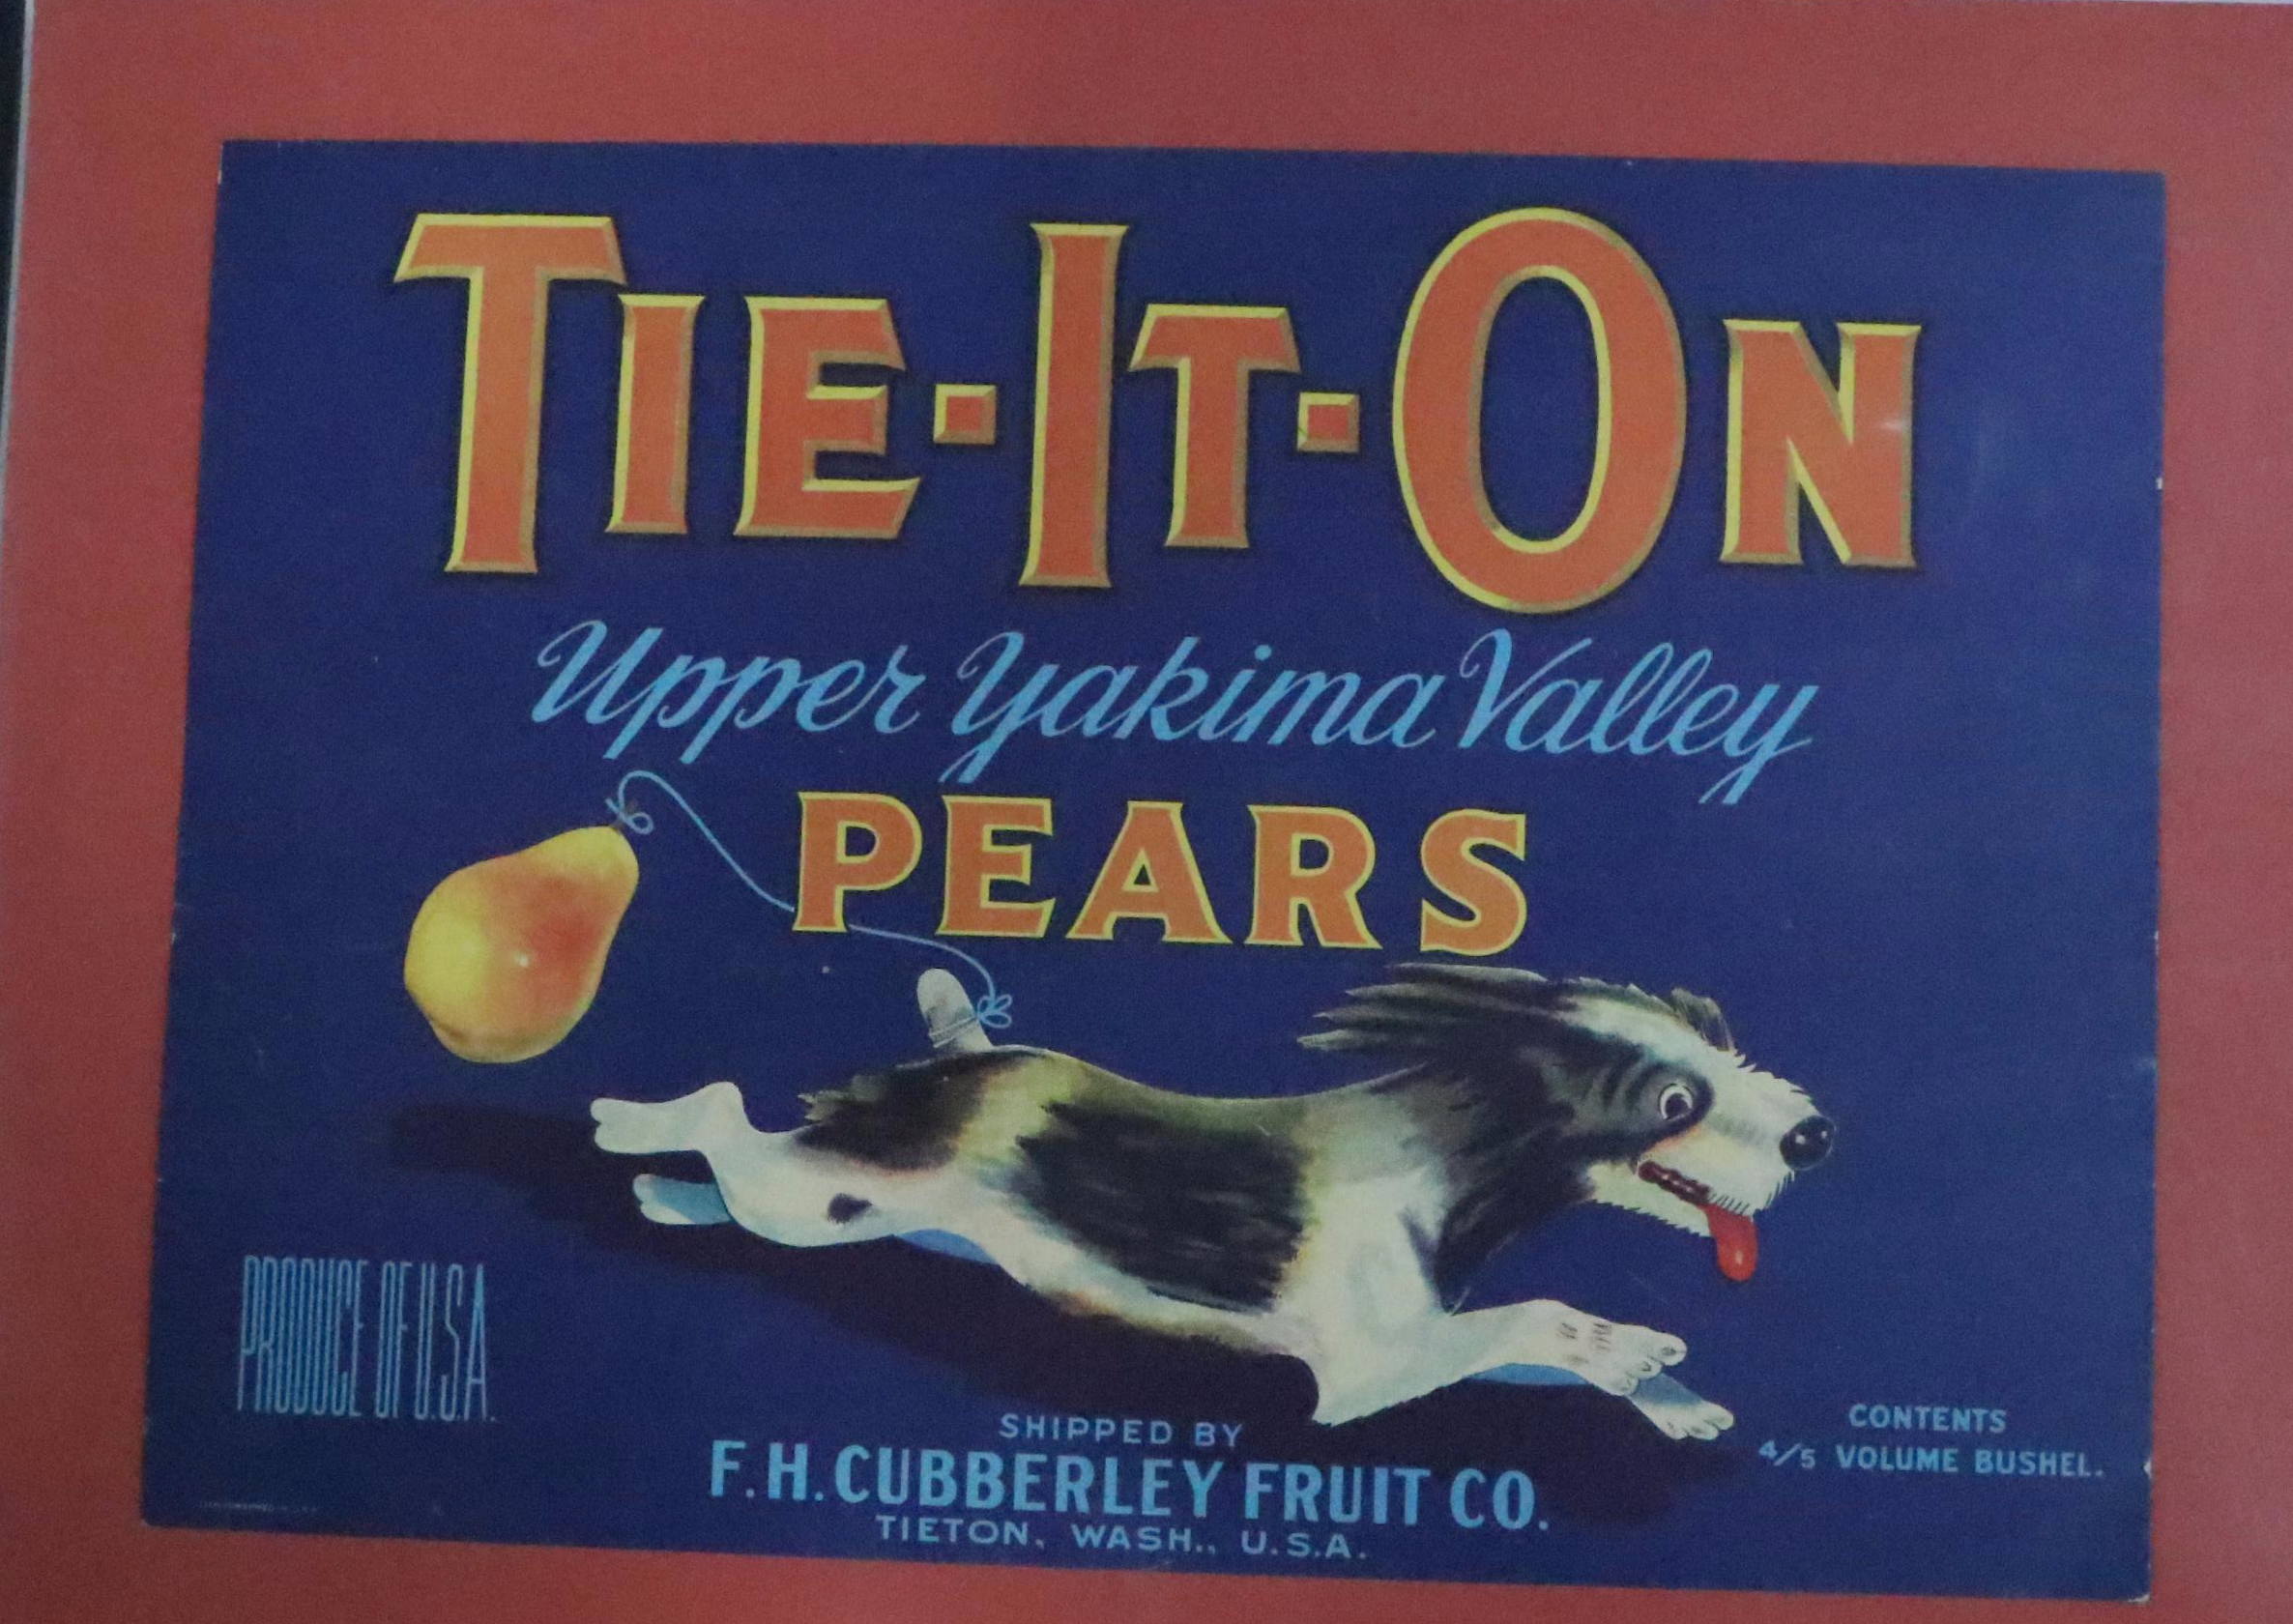 TIE-IT-ON
Upper Yakima Valley
PEARS
PRODUCE OF U.S.A.
SHIPPED BY
F.H. CUBBERLEY FRUIT CO.
TIETON, WASH., U.S.A.
CONTENTS
4/5 VOLUME BUSHEL.